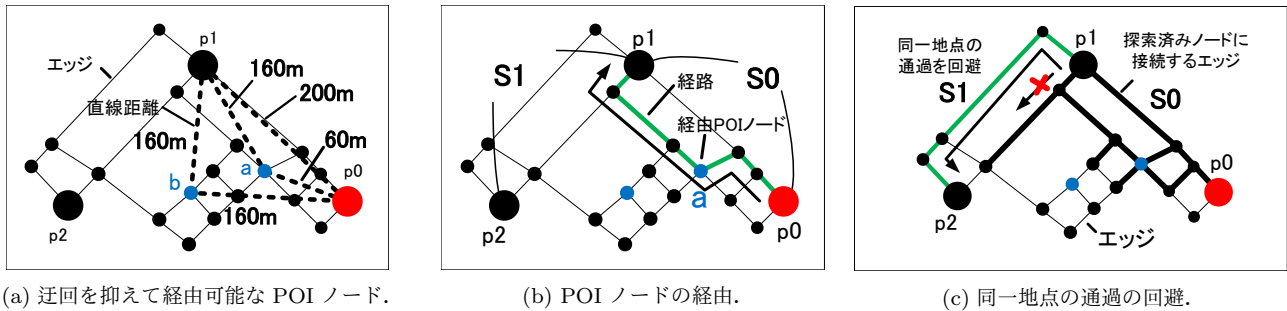 p1
エッジ
160m
200m
直線距離
160m
60m
a
b
160m
p0
p2
(a) 迂回を抑えて経由可能な POI ノード.
p1
S1
S0
経路
経由POIノード
a
p2
p0
(b) POI ノードの経由.
同一地点の
通過を回避
p1
探索済みノードに
接続するエッジ
S1
S0
p0
p2
エッジ
(c) 同一地点の通過の回避.